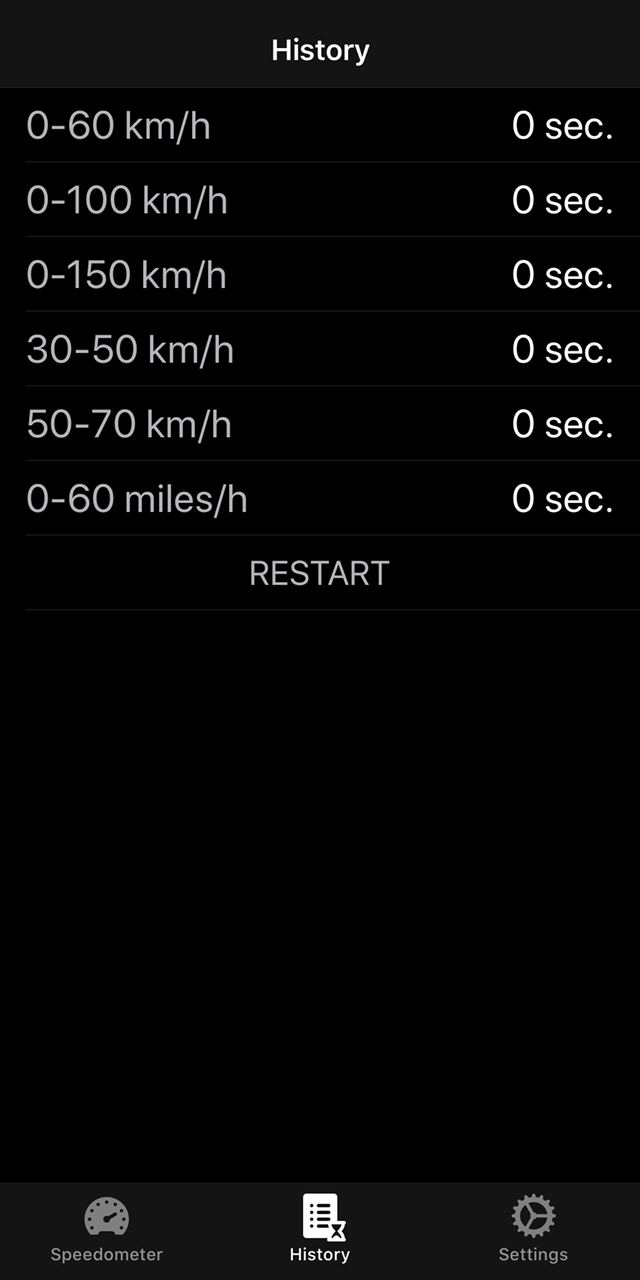 History
0-60 km/h 0 sec.
0-100 km/h 0 sec.
0-150 km/h 0 sec.
30-50 km/h 0 sec.
50-70 km/h 0 sec.
0-60 miles/h 0 sec.
RESTART
Speedometer History Settings